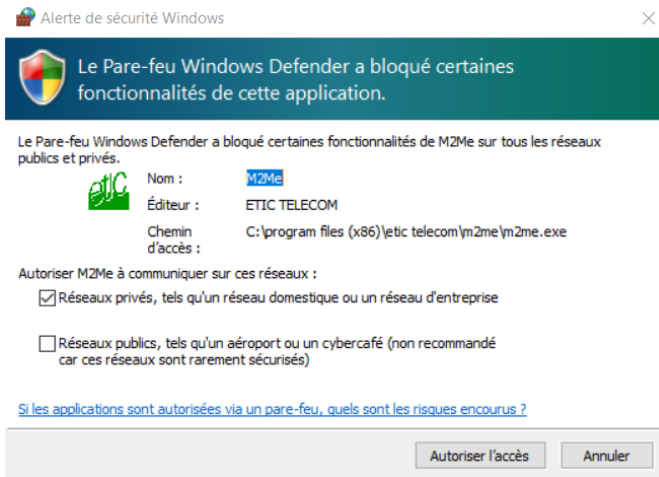 Alerte de sécurité Windows
Le Pare-feu Windows Defender a bloqué certaines
fonctionnalités de cette application.
Le Pare-feu Windows Defender a bloqué certaines fonctionnalités de M2Me sur tous les réseaux
publics et privés.
etic
Nom : M2Me
Éditeur : ETIC TELECOM
Chemin C:\program files (x86)\etic telecom\m2me\m2me.exe
d'accès :
Autoriser M2Me à communiquer sur ces réseaux :
Réseaux privés, tels qu'un réseau domestique ou un réseau d'entreprise
Réseaux publics, tels qu'un aéroport ou un cybercafé (non recommandé
car ces réseaux sont rarement sécurisés)
Si les applications sont autorisées via un pare-feu, quels sont les risques encourus ?
Autoriser l'accès Annuler